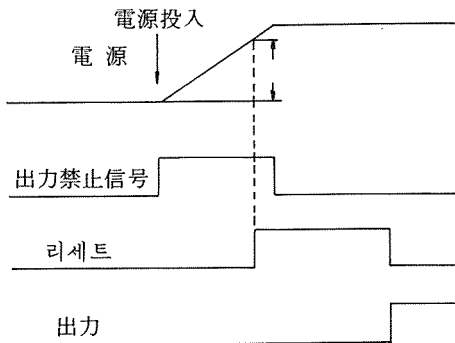 電源投入
電 源
出力禁止信号
리세트
出力